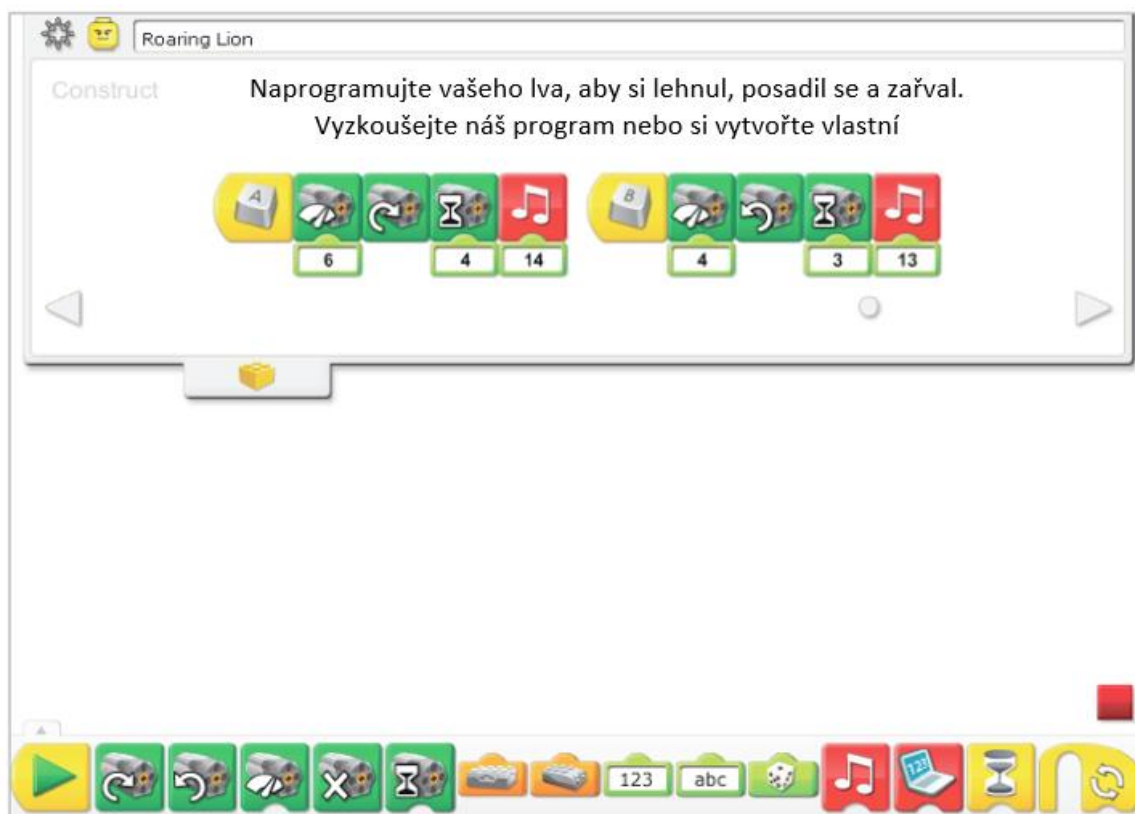 Roaring Lion
Construct
Naprogramujte vašeho lva, aby si lehnul, posadil se a zařval.
Vyzkoušejte náš program nebo si vytvořte vlastní
A B
6 4 14 4 3 13
123 abc 123